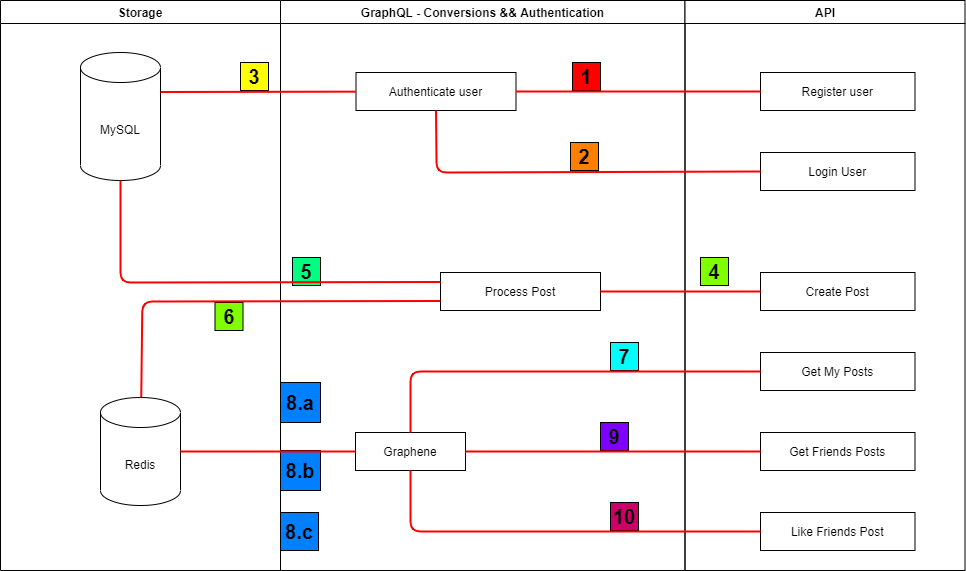 Storage
GraphQL - Conversions && Authentication
API
3
1
Authenticate user
Register user
MySQL
2
Login User
5
4
Process Post
Create Post
6
7
Get My Posts
8.a
9
Redis
Graphene
Get Friends Posts
8.b
10
8.c
Like Friends Post